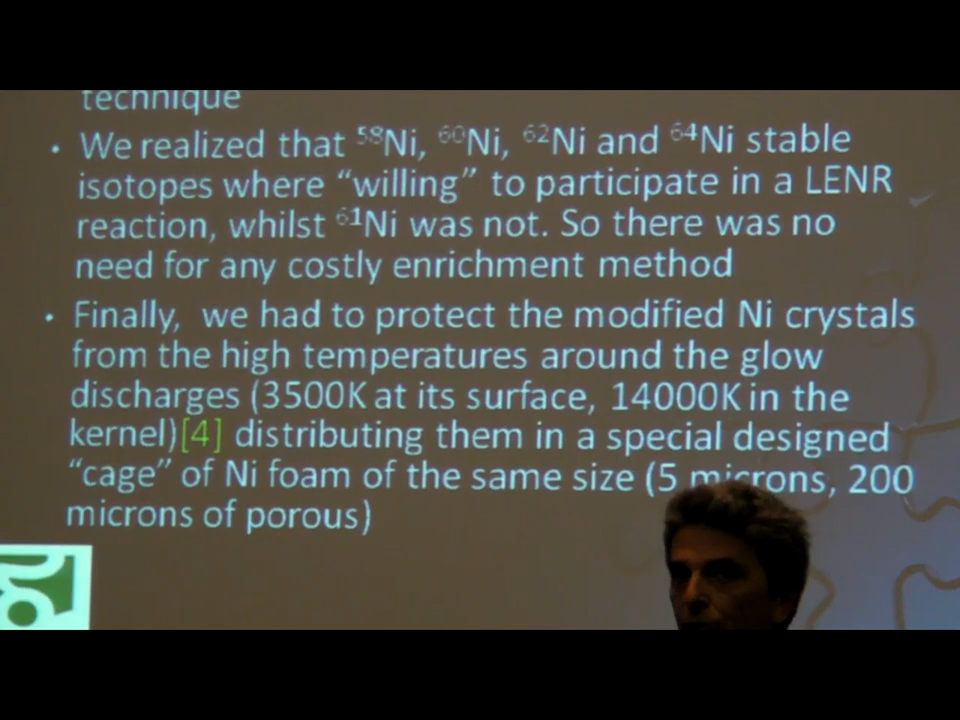 technique
• We realized that ⁵⁸Ni, ⁶⁰Ni, ⁶²Ni and ⁶⁴Ni stable
isotopes where “willing” to participate in a LENR
reaction, whilst ⁶¹Ni was not. So there was no
need for any costly enrichment method
• Finally, we had to protect the modified Ni crystals
from the high temperatures around the glow
discharges (3500K at its surface, 14000K in the
kernel)[4] distributing them in a special designed
“cage” of Ni foam of the same size (5 microns, 200
microns of porous)